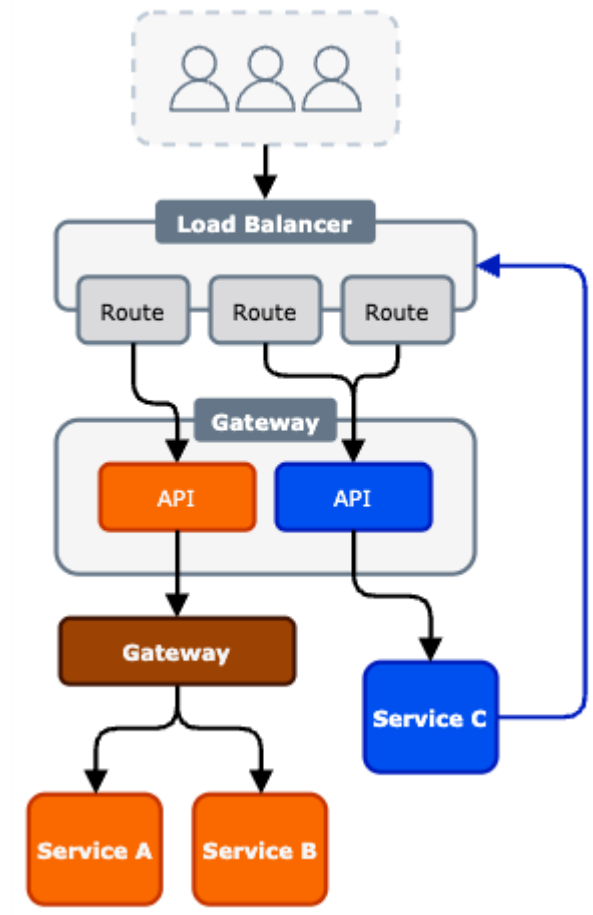 Load Balancer
Route
Route
Route
Gateway
API
API
Gateway
Service C
Service A
Service B